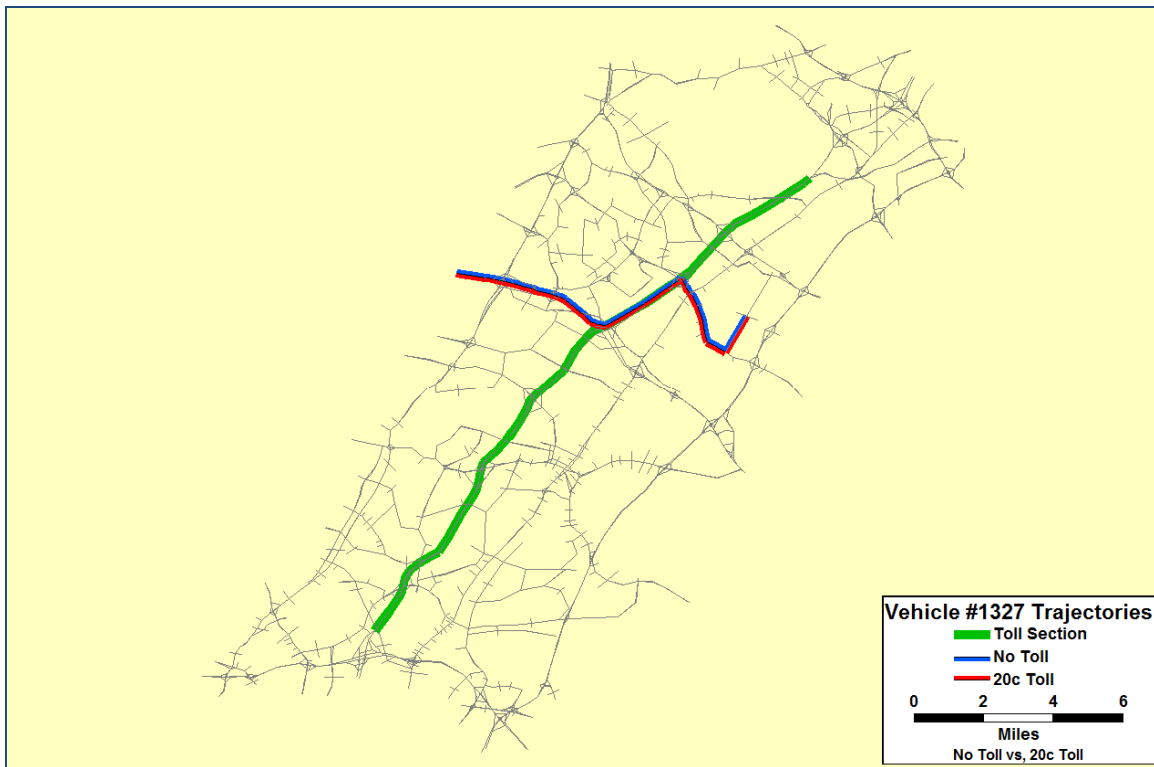 Vehicle #1327 Trajectories
Toll Section
No Toll
20c Toll
0 2 4 6
Miles
No Toll vs, 20c Toll